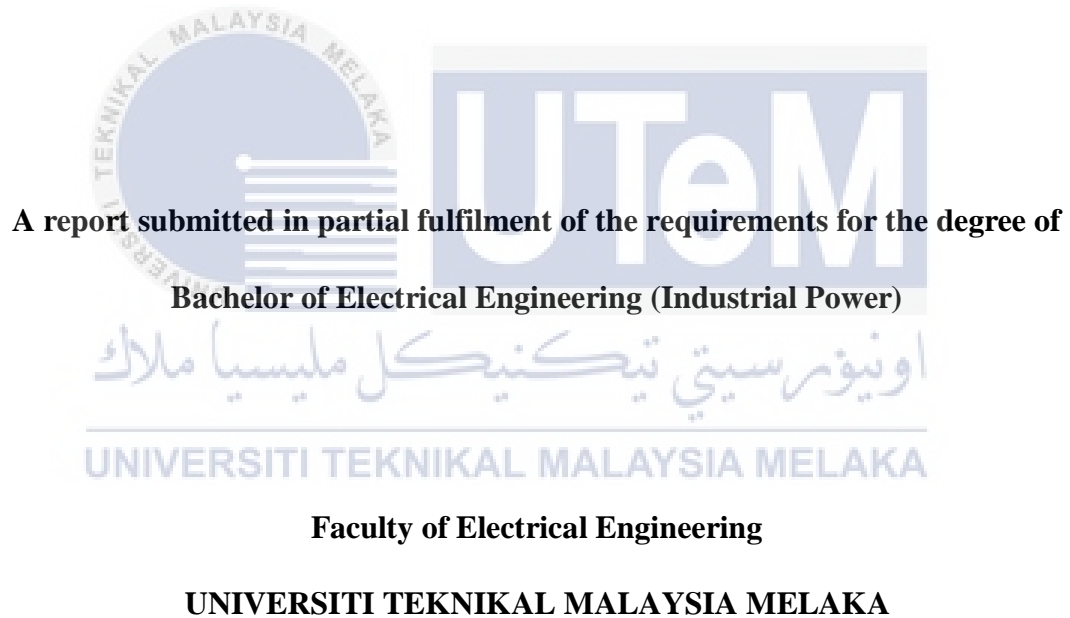 UNIVERSITI TEKNIKAL MALAYSIA MELAKA
UTeM
A report submitted in partial fulfilment of the requirements for the degree of
Bachelor of Electrical Engineering (Industrial Power)
اونيۏرسيتي تيكنيكل مليسيا ملاك
UNIVERSITI TEKNIKAL MALAYSIA MELAKA
Faculty of Electrical Engineering
UNIVERSITI TEKNIKAL MALAYSIA MELAKA